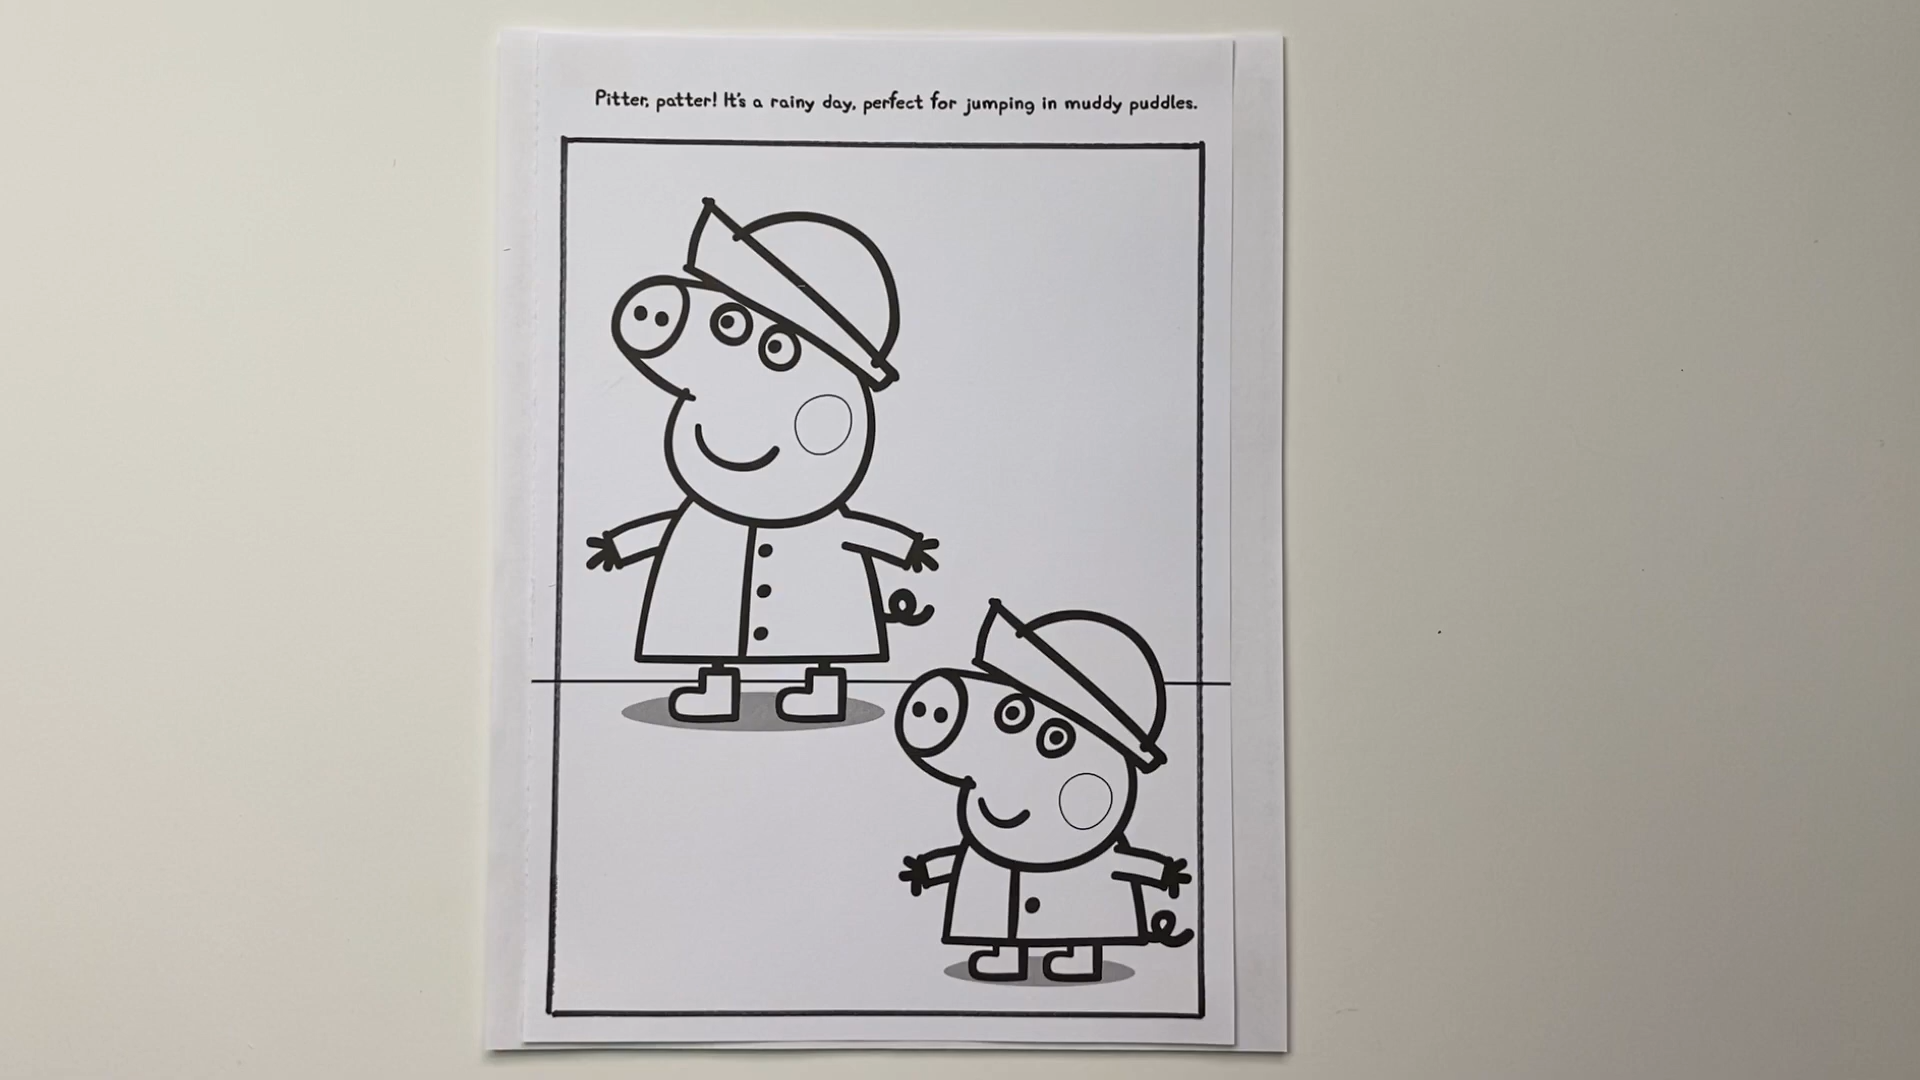 Pitter, patter! It's a rainy day, perfect for jumping in muddy puddles.